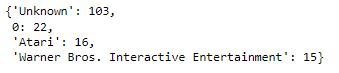 {'Unknown': 103,
0: 22,
'Atari': 16,
'Warner Bros. Interactive Entertainment': 15}